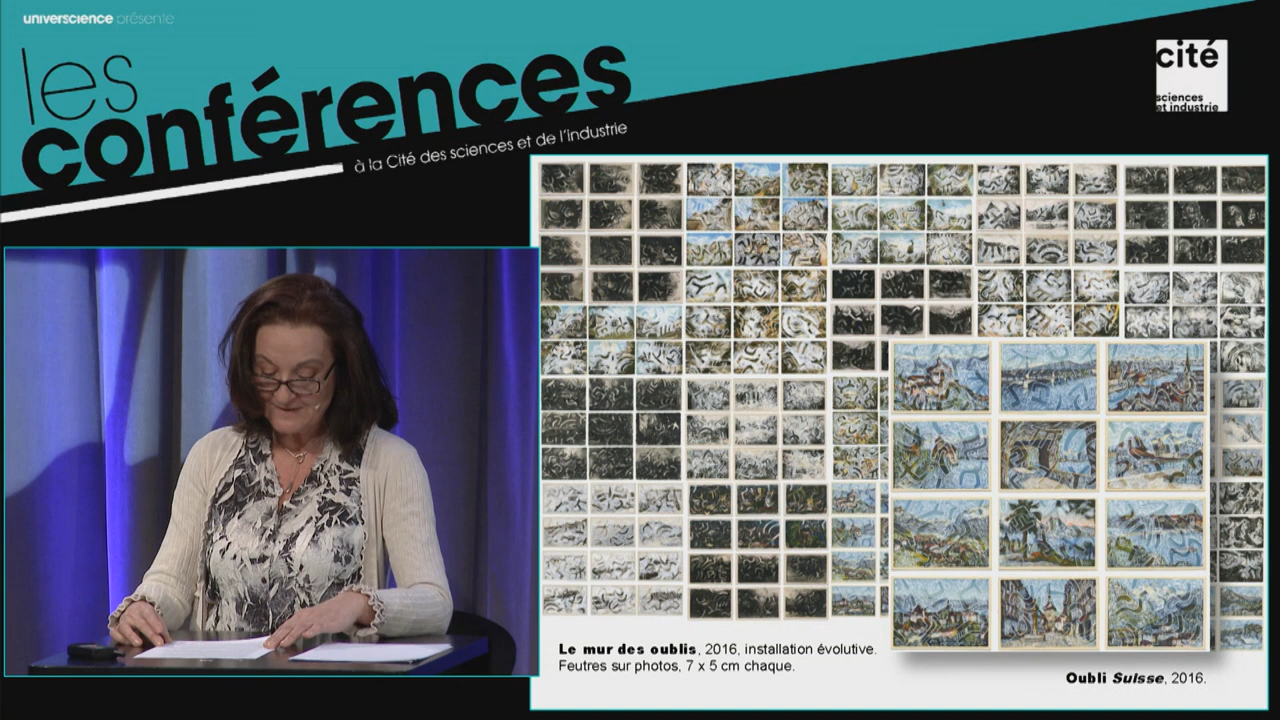 universcience présente
les
conférences
à la Cité des sciences et de l'industrie
cité
sciences
et industrie
Le mur des oublis, 2016, installation évolutive.
Feutres sur photos, 7 x 5 cm chaque.
Oubli Suisse, 2016.